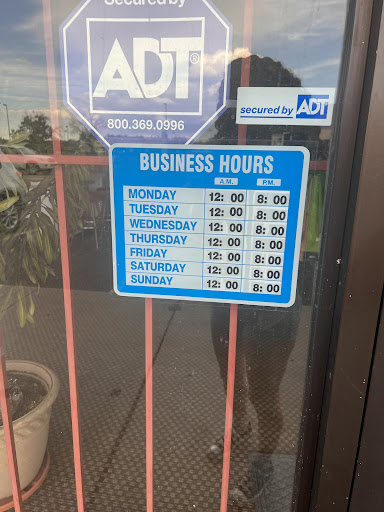 Secured by
ADT®
800.369.0996
secured by ADT
BUSINESS HOURS
A.M. P.M.
MONDAY 12: 00 8: 00
TUESDAY 12: 00 8: 00
WEDNESDAY 12: 00 8: 00
THURSDAY 12: 00 8: 00
FRIDAY 12: 00 8: 00
SATURDAY 12: 00 8: 00
SUNDAY 12: 00 8: 00